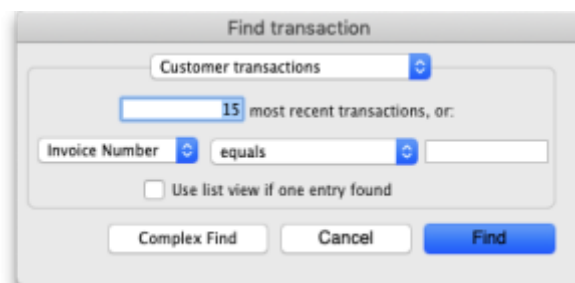 Find transaction
Customer transactions
15 most recent transactions, or:
Invoice Number equals
Use list view if one entry found
Complex Find Cancel Find